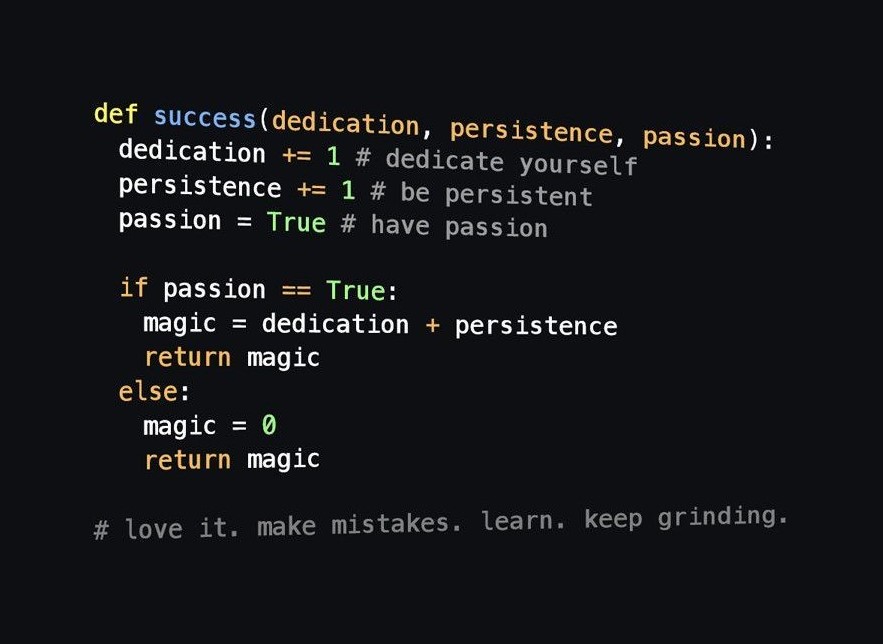 def success(dedication, persistence, passion):
  dedication += 1 # dedicate yourself
  persistence += 1 # be persistent
  passion = True # have passion

  if passion == True:
    magic = dedication + persistence
    return magic
  else:
    magic = 0
    return magic

# love it. make mistakes. learn. keep grinding.